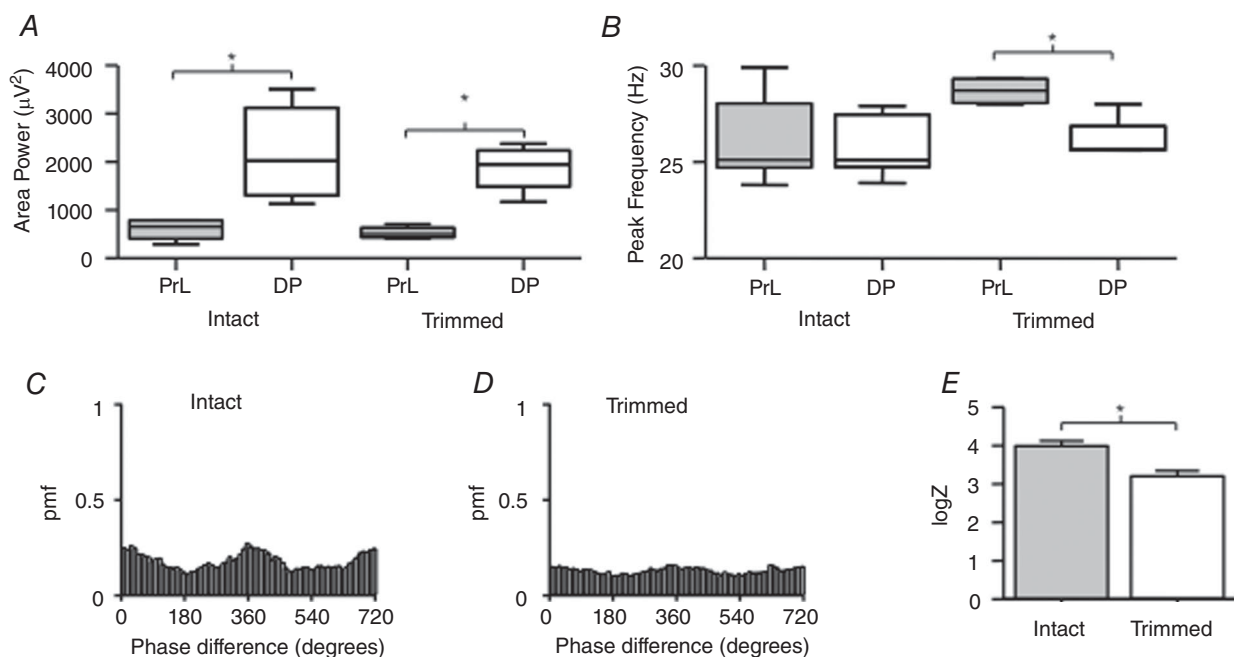 A
Area Power (μV²)
4000
3000
2000
1000
0
*
*
PrL
DP
PrL
DP
Intact
Trimmed
B
Peak Frequency (Hz)
30
25
20
*
PrL
DP
PrL
DP
Intact
Trimmed
C
Intact
pmf
1
0.5
0
0
180
360
540
720
Phase difference (degrees)
D
Trimmed
pmf
1
0.5
0
0
180
360
540
720
Phase difference (degrees)
E
logZ
5
4
3
2
1
0
*
Intact
Trimmed